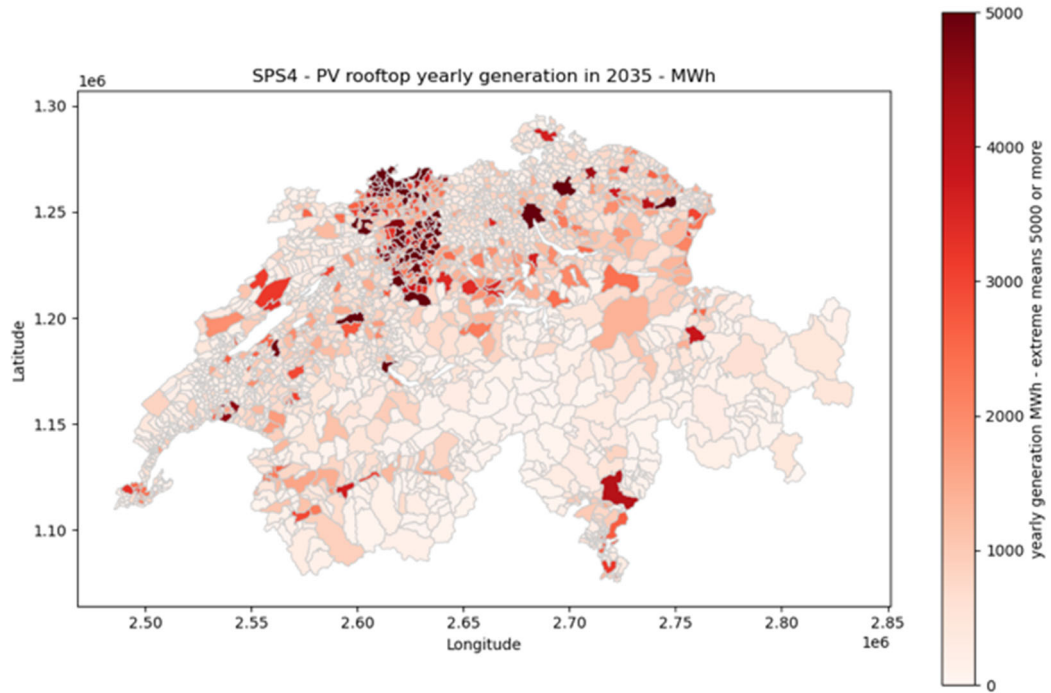 SPS4 - PV rooftop yearly generation in 2035 - MWh
1e6
1.30
1.25
1.20
1.15
1.10
Latitude
2.50 2.55 2.60 2.65 2.70 2.75 2.80 2.85
Longitude
1e6
5000
4000
3000
2000
1000
0
yearly generation MWh - extreme means 5000 or more